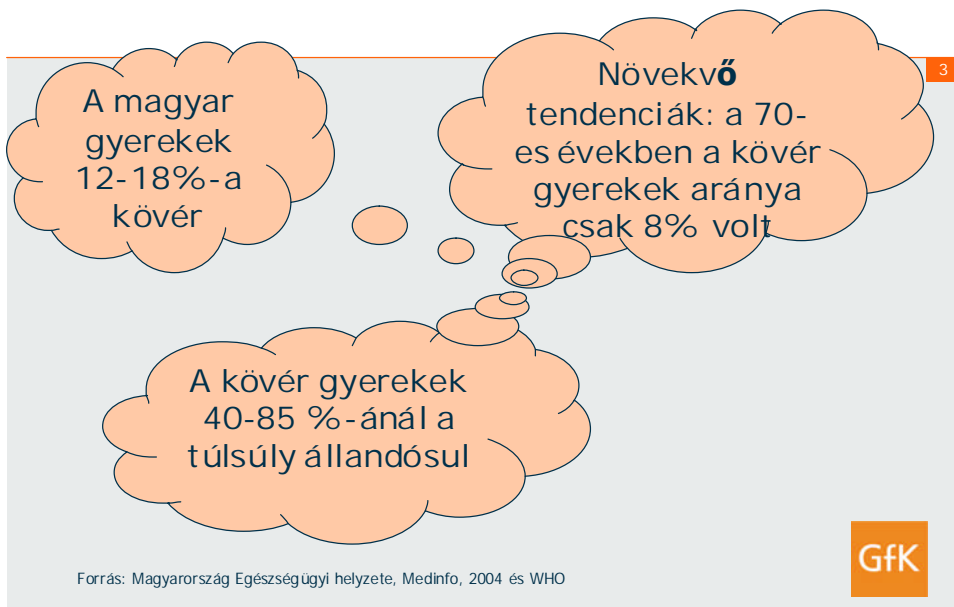 3
A magyar
gyerekek
12-18%-a
kövér
Növekvő
tendenciák: a 70-
es években a kövér
gyerekek aránya
csak 8% volt
A kövér gyerekek
40-85 %-ánál a
túlsúly állandósul
Forrás: Magyarország Egészségügyi helyzete, Medinfo, 2004 és WHO
GfK